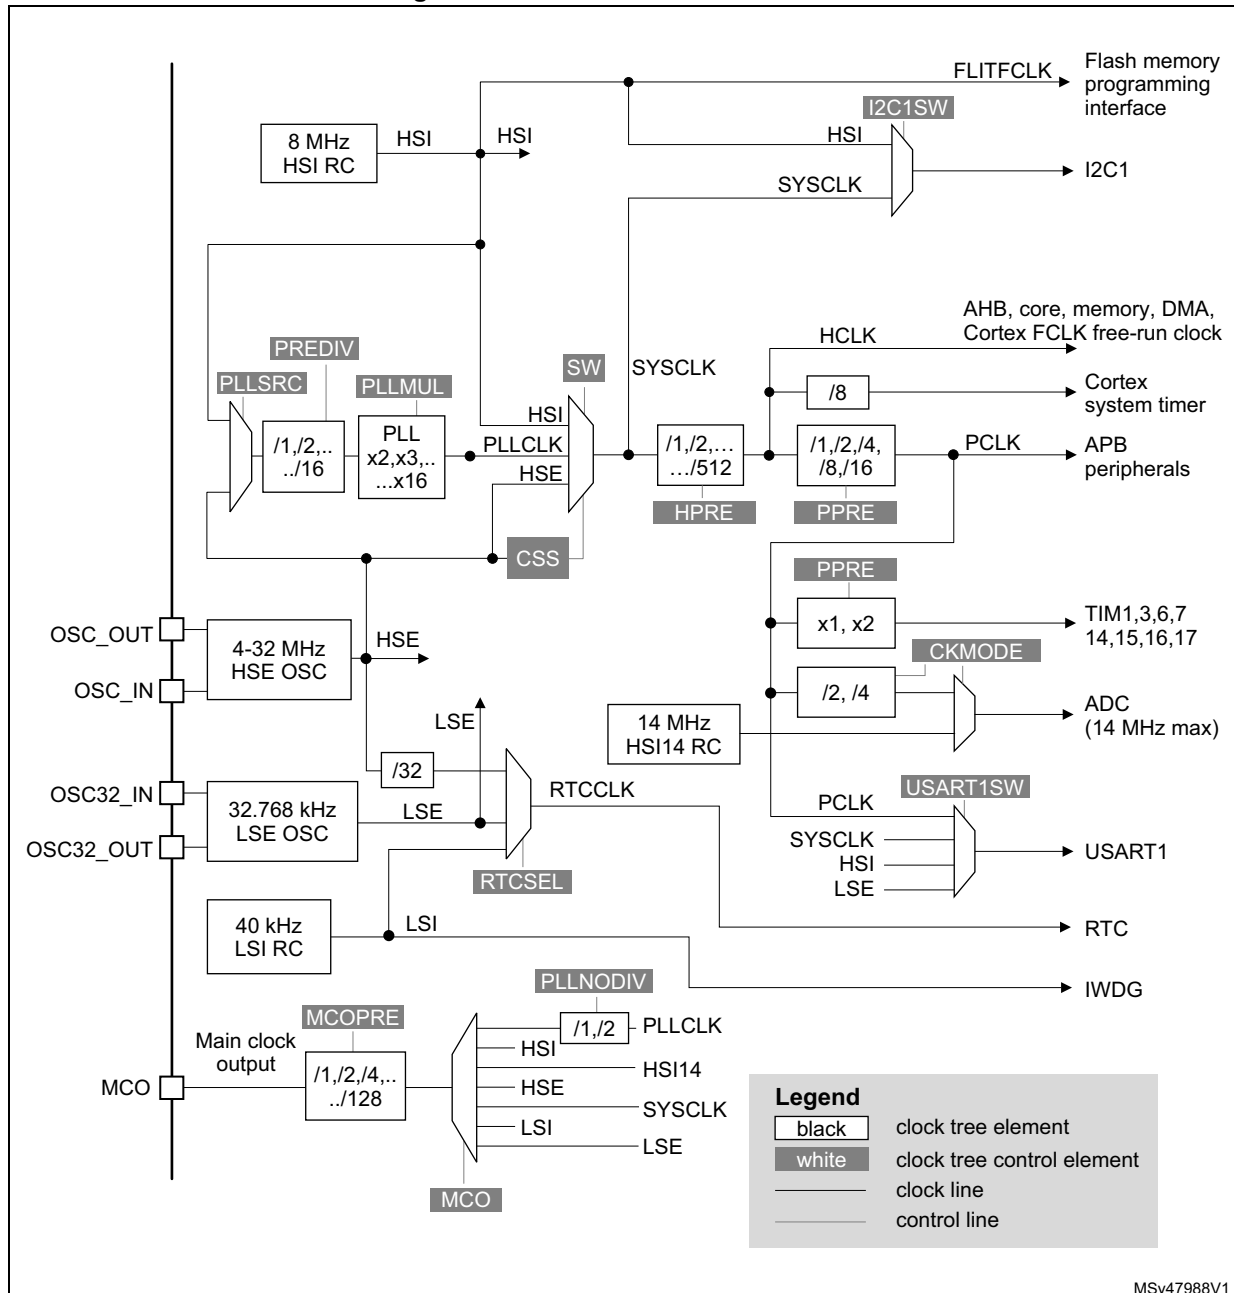 FLITFCLK
Flash memory
programming
interface
I2C1SW
8 MHz
HSI RC
HSI
HSI
HSI
I2C1
SYSCLK
AHB, core, memory, DMA,
Cortex FCLK free-run clock
HCLK
PREDIV
PLLSRC
PLLMUL
SW
SYSCLK
/8
Cortex
system timer
HSI
/1,/2,..
../16
PLL
x2,x3,..
...x16
PLLCLK
HSE
/1,/2,…
…/512
/1,/2,/4,
/8,/16
PCLK
APB
peripherals
HPRE
PPRE
CSS
PPRE
OSC_OUT
OSC_IN
4-32 MHz
HSE OSC
HSE
x1, x2
TIM1,3,6,7
14,15,16,17
CKMODE
/2, /4
ADC
(14 MHz max)
14 MHz
HSI14 RC
LSE
/32
OSC32_IN
OSC32_OUT
32.768 kHz
LSE OSC
LSE
RTCCLK
RTCSEL
USART1SW
PCLK
SYSCLK
HSI
LSE
USART1
40 kHz
LSI RC
LSI
RTC
IWDG
PLLNODIV
MCOPRE
Main clock
output
MCO
/1,/2,/4,..
../128
/1,/2
PLLCLK
HSI
HSI14
HSE
SYSCLK
LSI
LSE
MCO
Legend
black
clock tree element
white
clock tree control element
clock line
control line
MSv47988V1